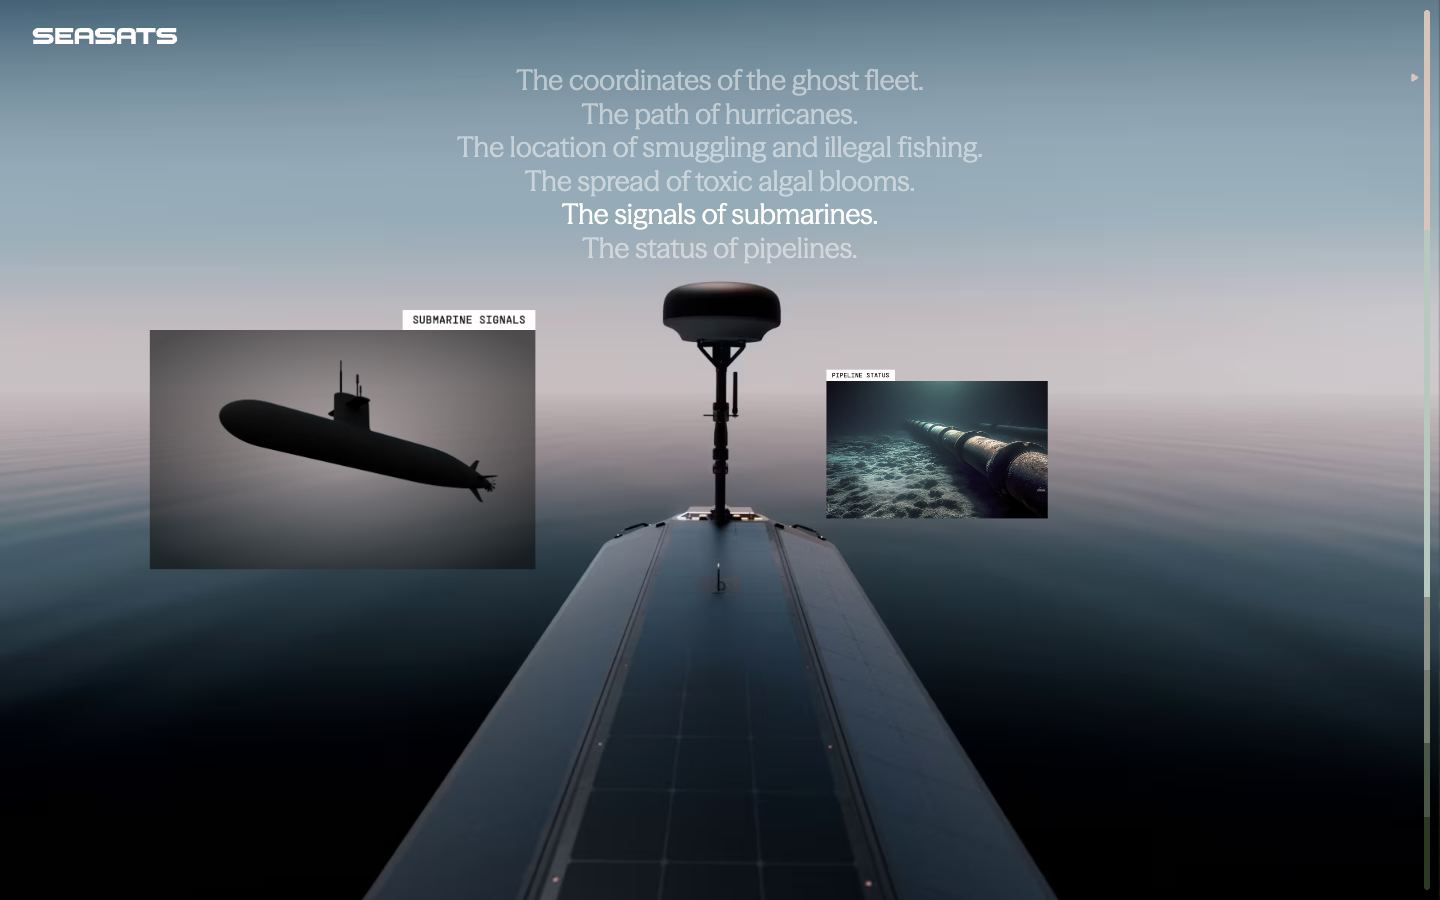 SEASATS
The coordinates of the ghost fleet.
The path of hurricanes.
The location of smuggling and illegal fishing.
The spread of toxic algal blooms.
The signals of submarines.
The status of pipelines.
SUBMARINE SIGNALS
PIPELINE STATUS